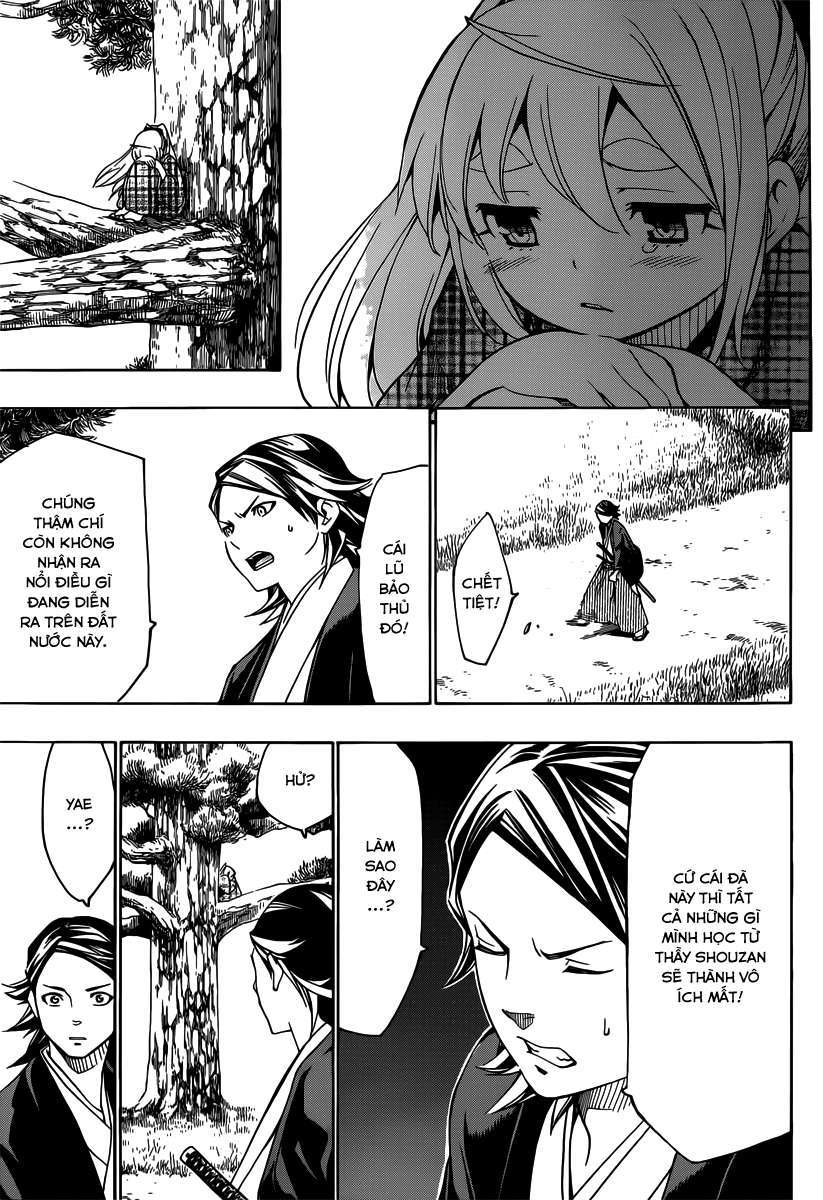 CHẾT
TIỆT!
CÁI
LŨ
BẢO
THỦ
ĐÓ!
CHÚNG
THẬM CHÍ
CÒN KHÔNG
NHẬN RA
NỔI ĐIỀU GÌ
ĐANG DIỄN
RA TRÊN ĐẤT
NƯỚC NÀY.
CỨ CÁI ĐÀ
NÀY THÌ TẤT
CẢ NHỮNG GÌ
MÌNH HỌC TỪ
THẦY SHOUZAN
SẼ THÀNH VÔ
ÍCH MẤT!
LÀM
SAO
ĐÂY
...?
HỬ?
YAE
...?